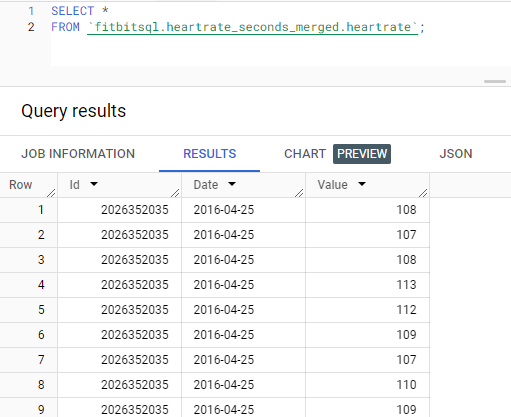 1 SELECT *
2 FROM `fitbitsql.heartrate_seconds_merged.heartrate`;
Query results
JOB INFORMATION RESULTS CHART PREVIEW JSON
Row Id Date Value
1 2026352035 2016-04-25 108
2 2026352035 2016-04-25 107
3 2026352035 2016-04-25 108
4 2026352035 2016-04-25 113
5 2026352035 2016-04-25 112
6 2026352035 2016-04-25 109
7 2026352035 2016-04-25 107
8 2026352035 2016-04-25 110
9 2026352035 2016-04-25 109